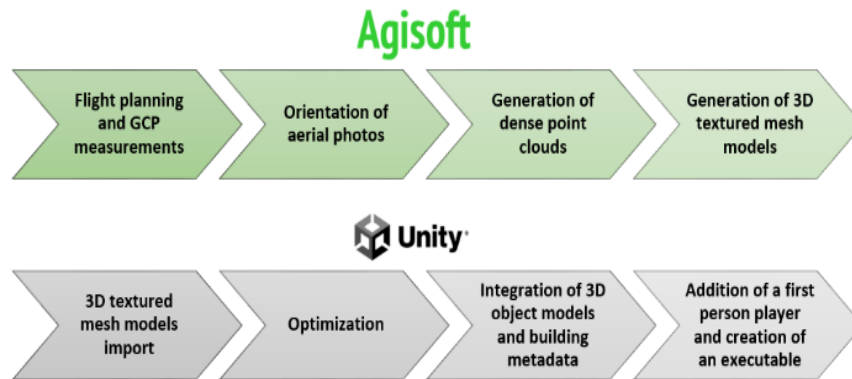 Agisoft
Flight planning
and GCP
measurements
Orientation of
aerial photos
Generation of
dense point
clouds
Generation of 3D
textured mesh
models
Unity
3D textured
mesh models
import
Optimization
Integration of 3D
object models
and building
metadata
Addition of a first
person player
and creation of
an executable